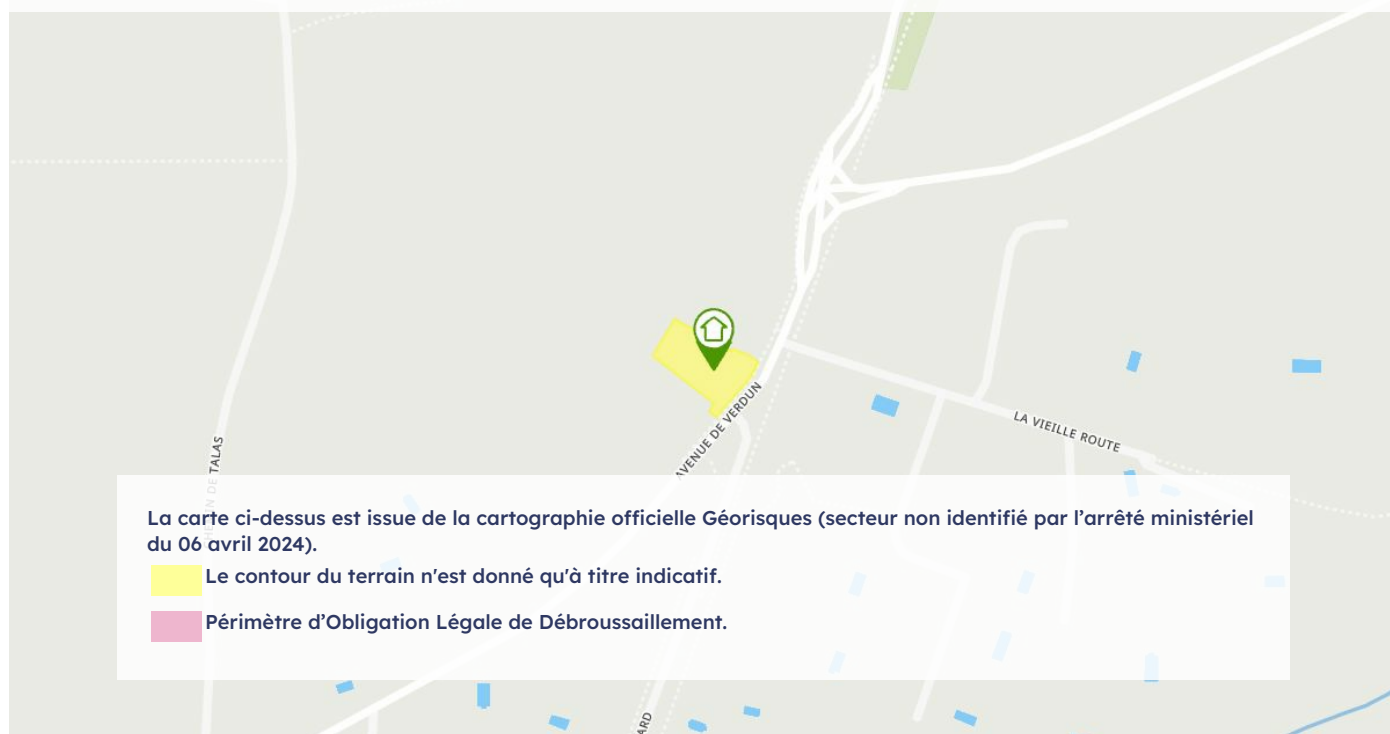 AVENUE DE VERDUN
LA VIEILLE ROUTE
DE TALAS
La carte ci-dessus est issue de la cartographie officielle Géorisques (secteur non identifié par l’arrêté ministériel
du 06 avril 2024).
Le contour du terrain n'est donné qu'à titre indicatif.
Périmètre d’Obligation Légale de Débroussaillement.